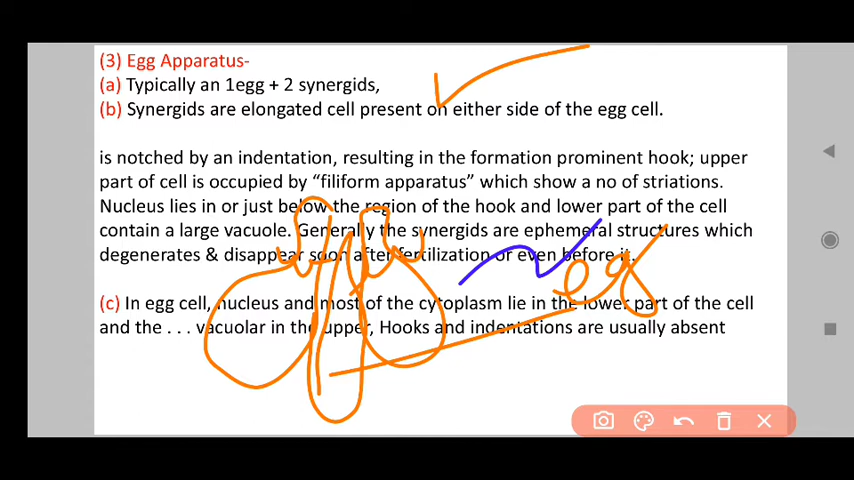 (3) Egg Apparatus-
(a) Typically an 1egg + 2 synergids,
(b) Synergids are elongated cell present on either side of the egg cell.
is notched by an indentation, resulting in the formation prominent hook; upper
part of cell is occupied by “filiform apparatus” which show a no of striations.
Nucleus lies in or just below the region of the hook and lower part of the cell
contain a large vacuole. Generally the synergids are ephemeral structures which
degenerates & disappear soon after fertilization or even before it.
eg
(c) In egg cell, nucleus and most of the cytoplasm lie in the lower part of the cell
and the . . . vacuolar in the upper, Hooks and indentations are usually absent